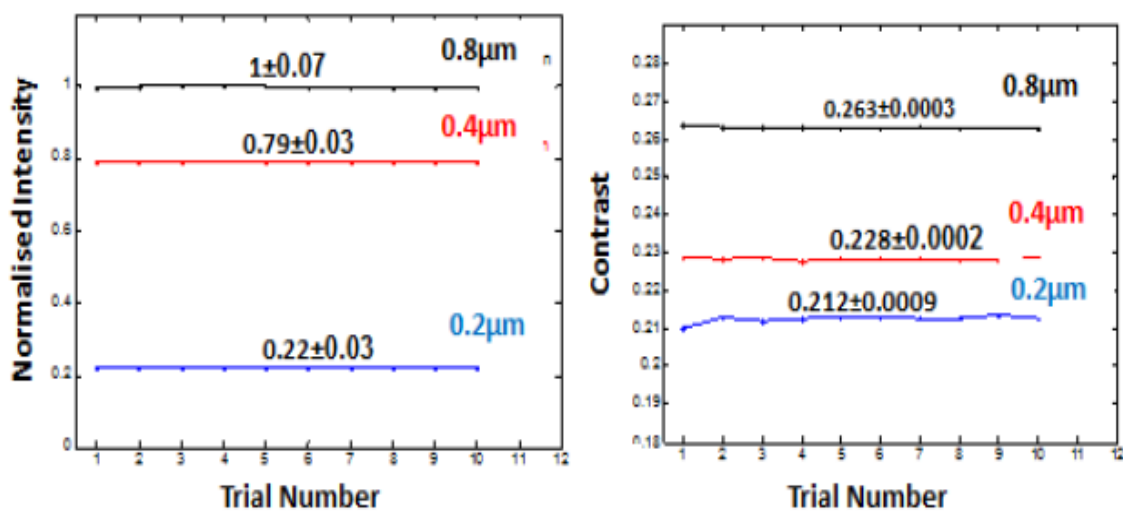 0.8µm
1±0.07
n
1
0.4µm
0.79±0.03
0.8
0.6
0.4
0.2µm
0.22±0.03
0.2
0
1 2 3 4 5 6 7 8 9 10 11 12
Normalised Intensity
Trial Number
0.28
0.8µm
0.27
0.263±0.0003
0.26
0.25
0.24
0.4µm
0.23
0.228±0.0002
0.22
0.2µm
0.212±0.0009
0.21
0.2
0.19
0.18
1 2 3 4 5 6 7 8 9 10 11 12
Contrast
Trial Number